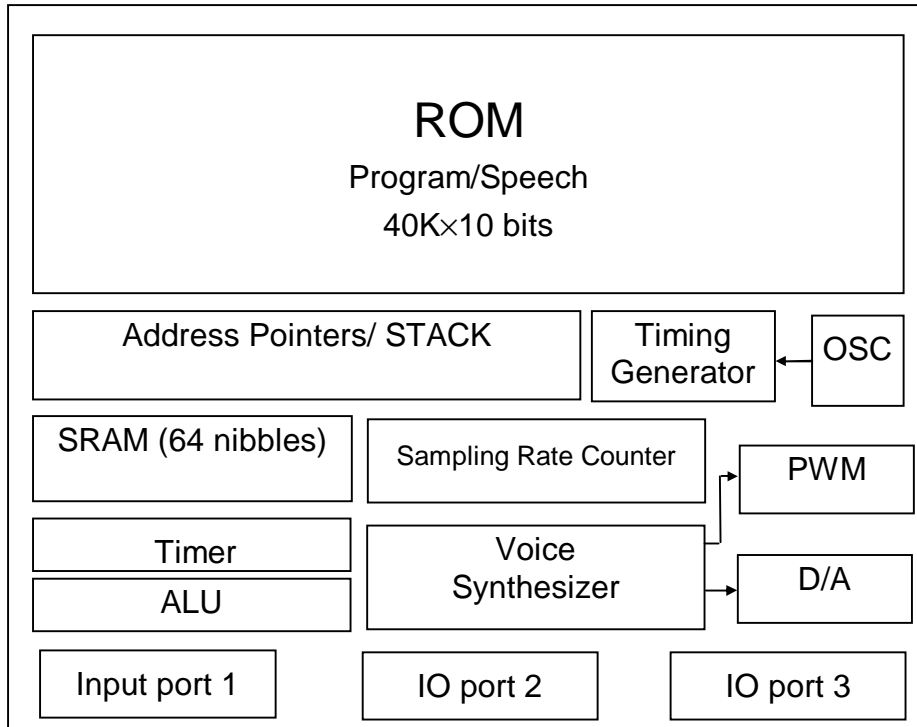 ROM
Program/Speech
40K×10 bits
Address Pointers/ STACK
Timing
Generator
OSC
SRAM (64 nibbles)
Sampling Rate Counter
PWM
Timer
Voice
Synthesizer
D/A
ALU
Input port 1
IO port 2
IO port 3